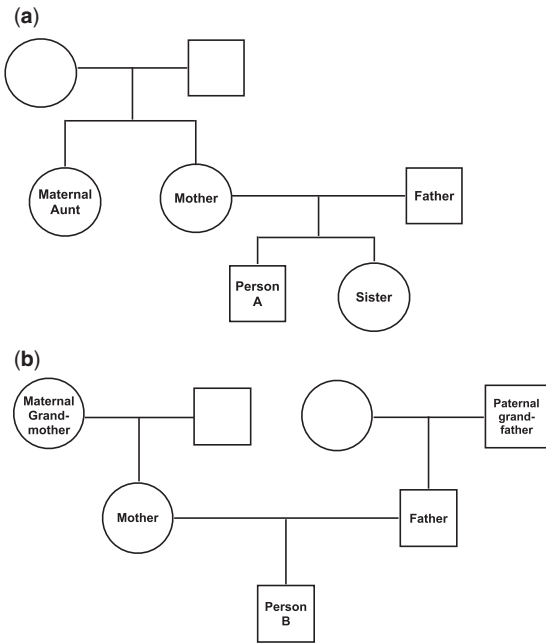 (a)
Maternal
Aunt
Mother
Father
Person
A
Sister
(b)
Maternal
Grand-
mother
Paternal
grand-
father
Mother
Father
Person
B